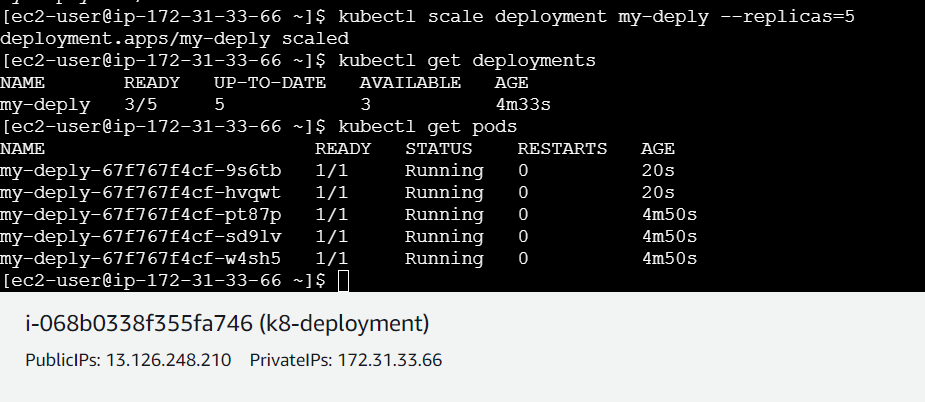 [ec2-user@ip-172-31-33-66 ~]$ kubectl scale deployment my-deply --replicas=5
deployment.apps/my-deply scaled
[ec2-user@ip-172-31-33-66 ~]$ kubectl get deployments
NAME       READY   UP-TO-DATE   AVAILABLE   AGE
my-deply   3/5     5            3           4m33s
[ec2-user@ip-172-31-33-66 ~]$ kubectl get pods
NAME                        READY   STATUS    RESTARTS   AGE
my-deply-67f767f4cf-9s6tb   1/1     Running   0          20s
my-deply-67f767f4cf-hvqwt   1/1     Running   0          20s
my-deply-67f767f4cf-pt87p   1/1     Running   0          4m50s
my-deply-67f767f4cf-sd9lv   1/1     Running   0          4m50s
my-deply-67f767f4cf-w4sh5   1/1     Running   0          4m50s
[ec2-user@ip-172-31-33-66 ~]$
i-068b0338f355fa746 (k8-deployment)
PublicIPs: 13.126.248.210 PrivateIPs: 172.31.33.66